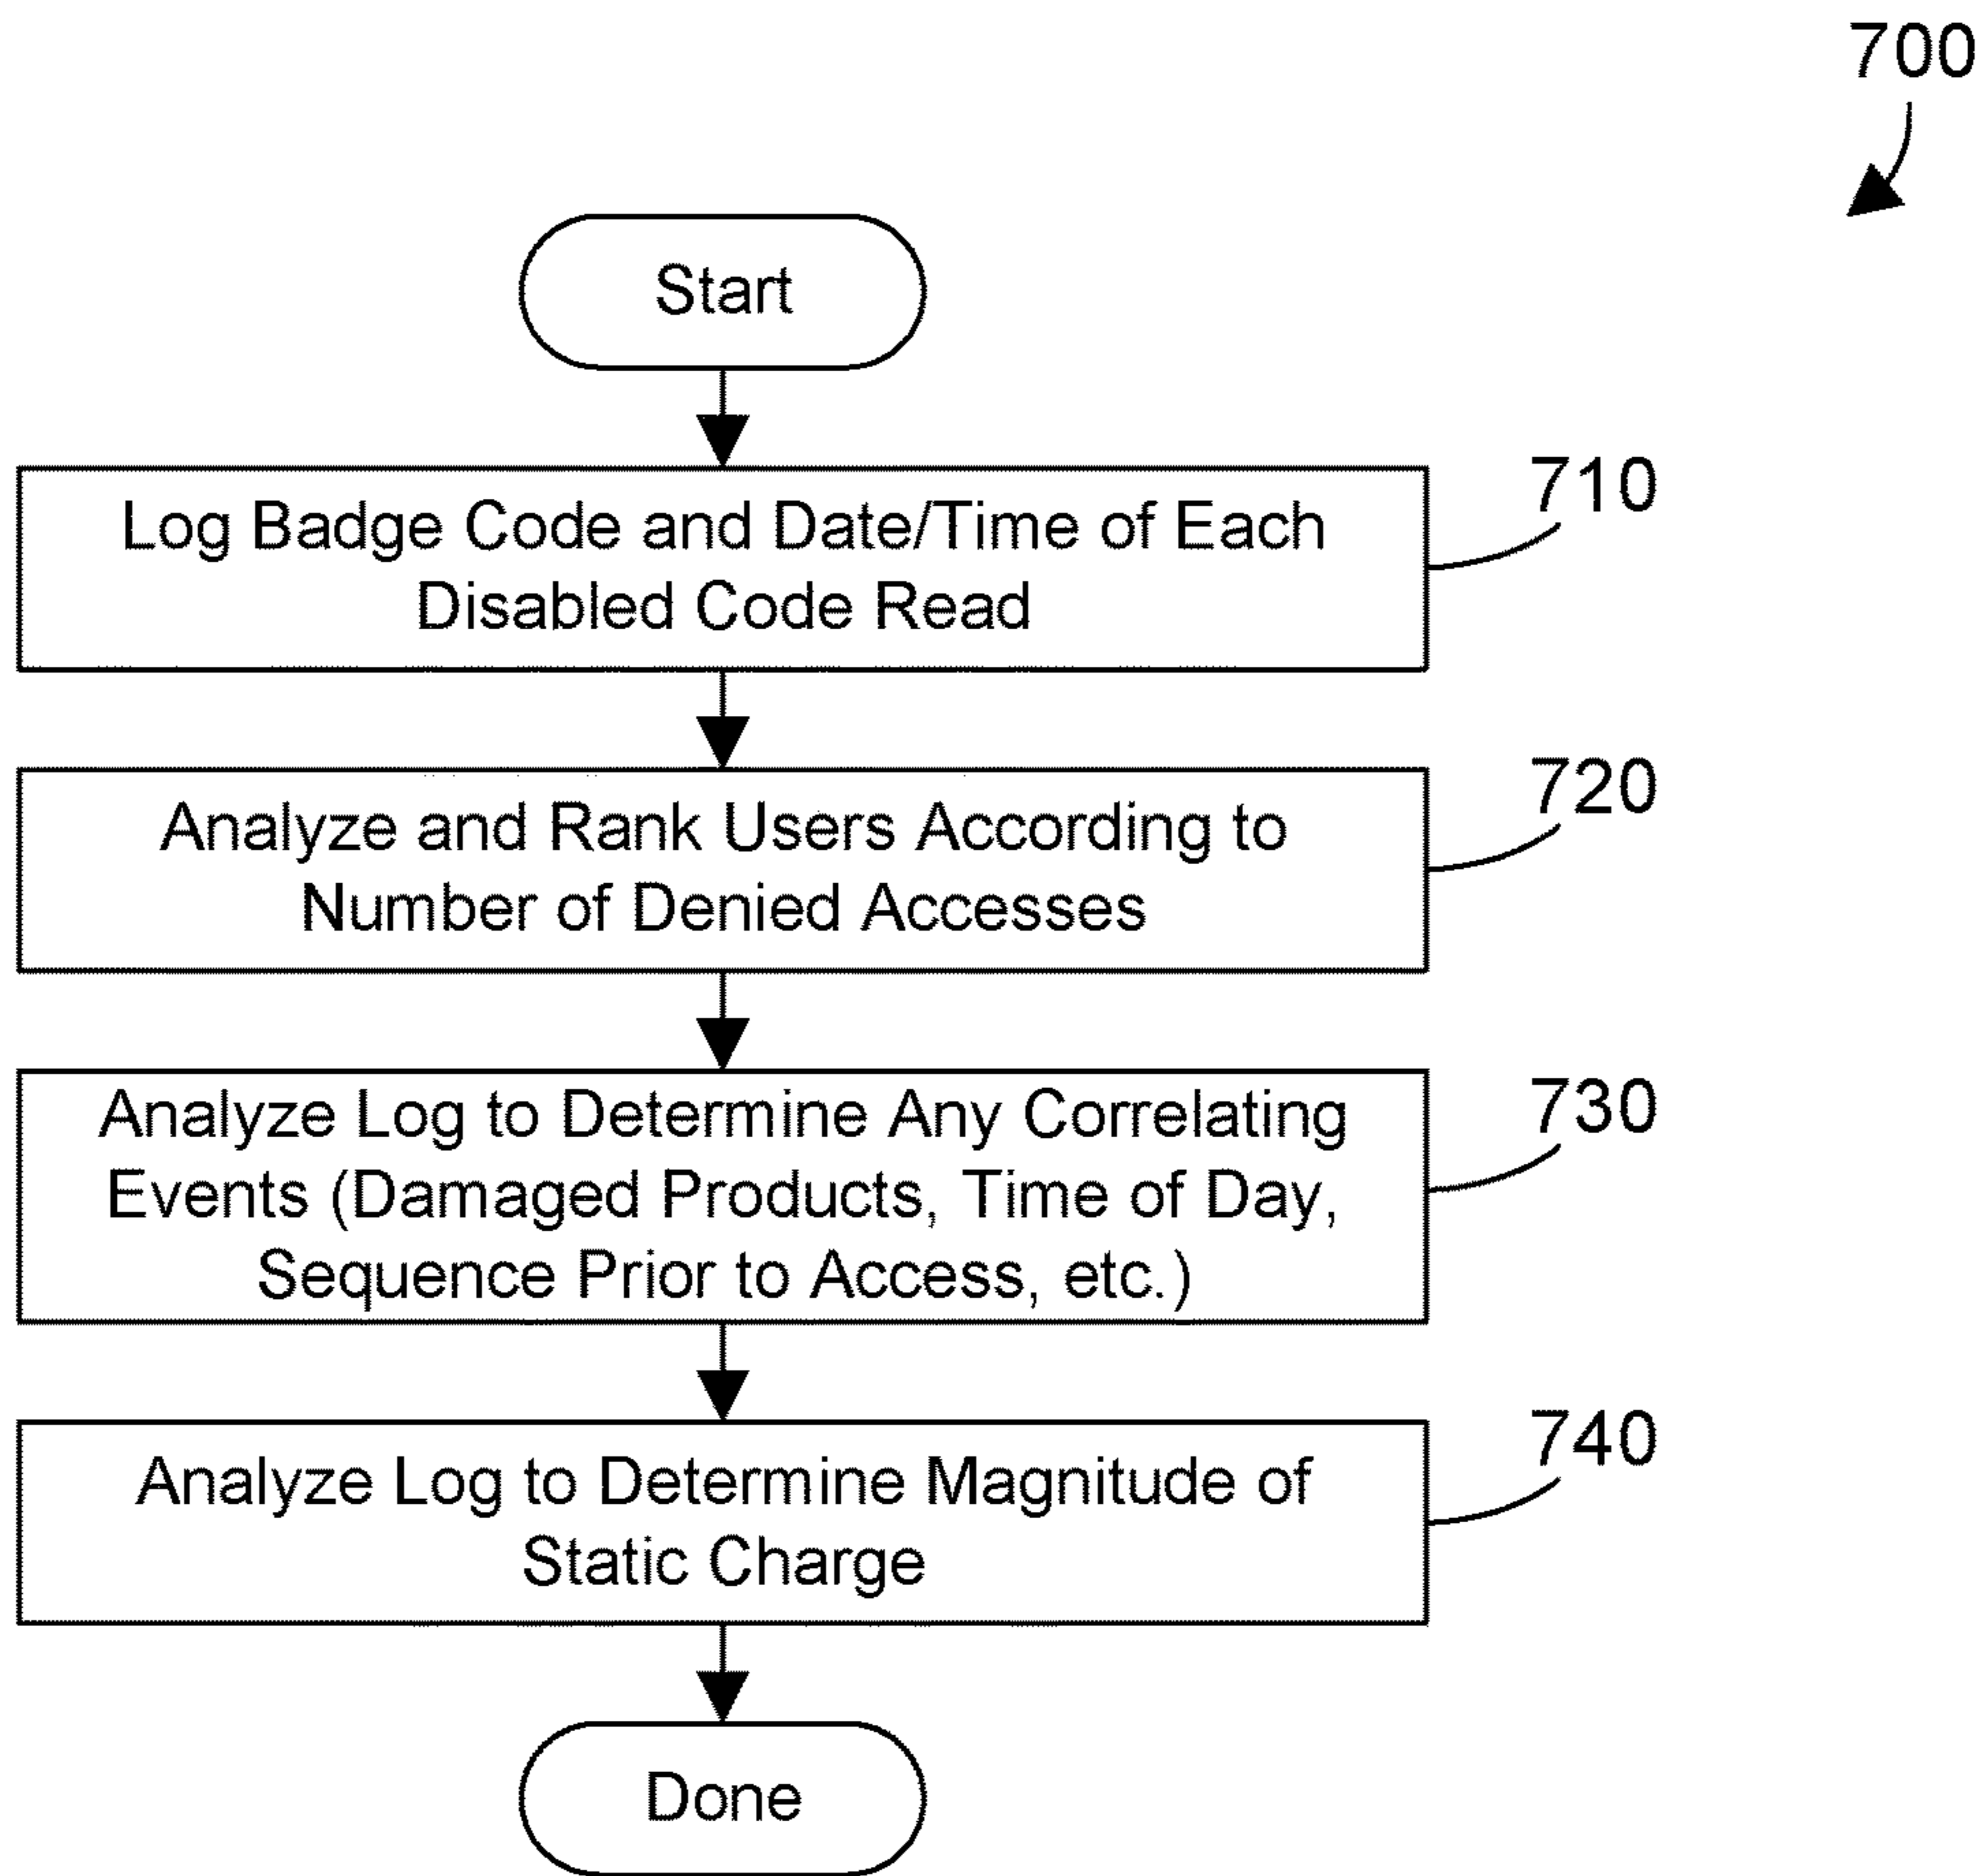 700
Start
Log Badge Code and Date/Time of Each
Disabled Code Read
710
Analyze and Rank Users According to
Number of Denied Accesses
720
Analyze Log to Determine Any Correlating
Events (Damaged Products, Time of Day,
Sequence Prior to Access, etc.)
730
Analyze Log to Determine Magnitude of
Static Charge
740
Done